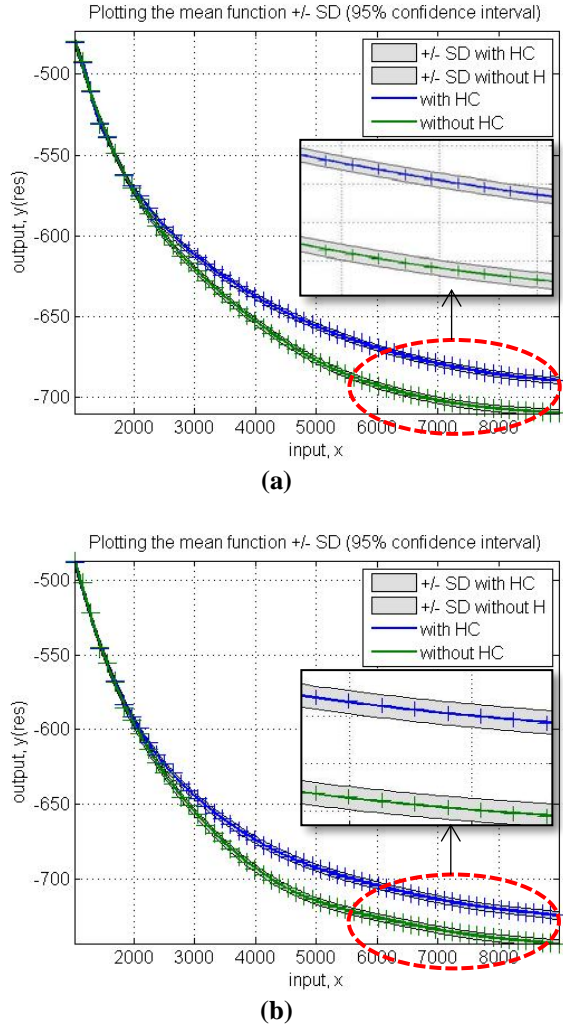 Plotting the mean function +/- SD (95% confidence interval)
+/- SD with HC
+/- SD without H
with HC
without HC
-500
-550
-600
-650
-700
output, y(res)
2000 3000 4000 5000 6000 7000 8000
input, x
(a)
Plotting the mean function +/- SD (95% confidence interval)
+/- SD with HC
+/- SD without H
with HC
without HC
-500
-550
-600
-650
-700
output, y(res)
2000 3000 4000 5000 6000 7000 8000
input, x
(b)